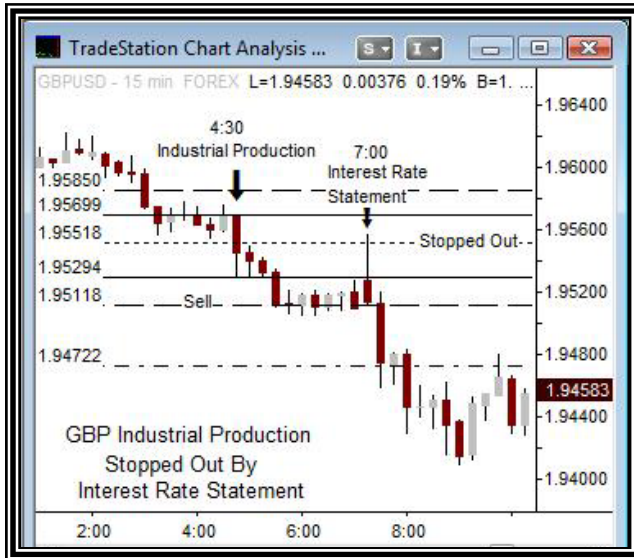 TradeStation Chart Analysis ...
S
I
GBPUSD - 15 min FOREX L=1.94583 0.00376 0.19% B=1. ...
1.96400
4:30
Industrial Production
7:00
Interest Rate
Statement
1.96000
1.95850
1.95699
1.95600
1.95518
Stopped Out
1.95294
1.95200
1.95118
Sell
1.94800
1.94722
1.94583
1.94400
GBP Industrial Production
Stopped Out By
Interest Rate Statement
1.94000
2:00 4:00 6:00 8:00